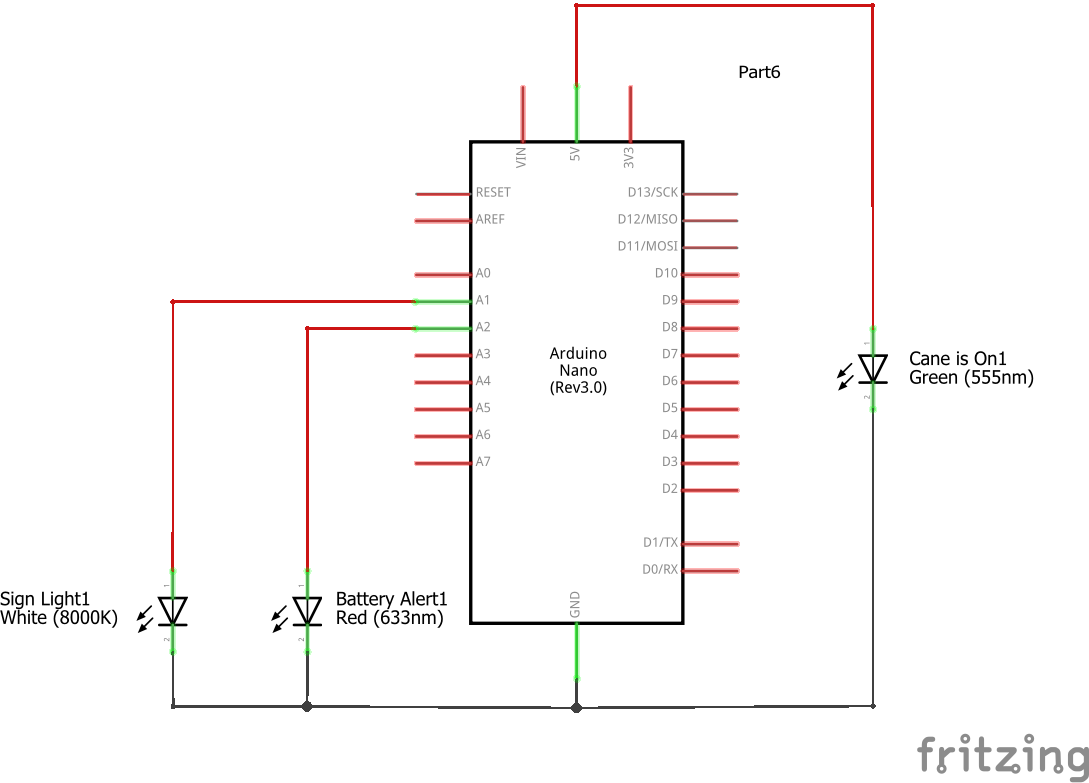 Part6
VIN
5V
3V3
RESET
D13/SCK
AREF
D12/MISO
D11/MOSI
A0
D10
A1
D9
A2
D8
A3
D7
A4
D6
A5
D5
A6
D4
A7
D3
D2
D1/TX
D0/RX
GND
Arduino
Nano
(Rev3.0)
1
2
Cane is On1
Green (555nm)
Sign Light1
White (8000K)
1
2
Battery Alert1
Red (633nm)
1
2
fritzing